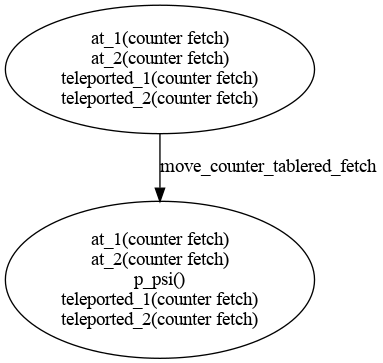 at_1(counter fetch)
at_2(counter fetch)
teleported_1(counter fetch)
teleported_2(counter fetch)
move_counter_tablered_fetch
at_1(counter fetch)
at_2(counter fetch)
p_psi()
teleported_1(counter fetch)
teleported_2(counter fetch)